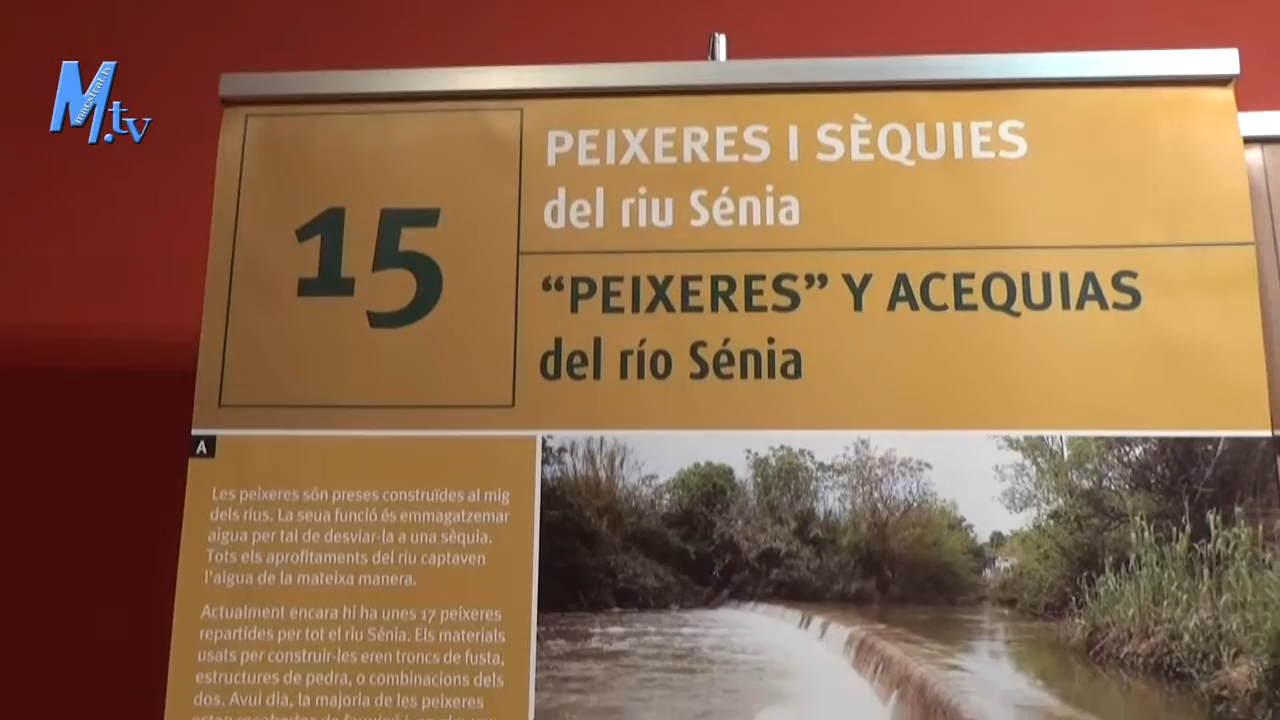 maestrat.tv
M.tv
15
PEIXERES I SÈQUIES
del riu Sénia
“PEIXERES” Y ACEQUIAS
del río Sénia
A
Les peixeres són preses construïdes al mig
dels rius. La seua funció és emmagatzemar
aigua per tal de desviar-la a una sèquia.
Tots els aprofitaments del riu captaven
l'aigua de la mateixa manera.
Actualment encara hi ha unes 17 peixeres
repartides per tot el riu Sénia. Els materials
usats per construir-les eren troncs de fusta,
estructures de pedra, o combinacions dels
dos. Avui dia, la majoria de les peixeres